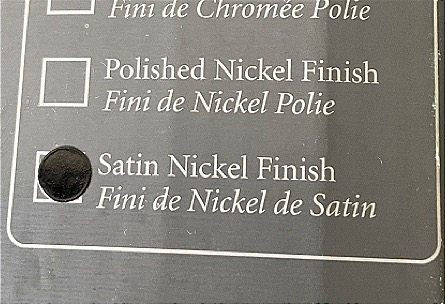 Fini de Chromée Polie
Polished Nickel Finish
Fini de Nickel Polie
Satin Nickel Finish
Fini de Nickel de Satin